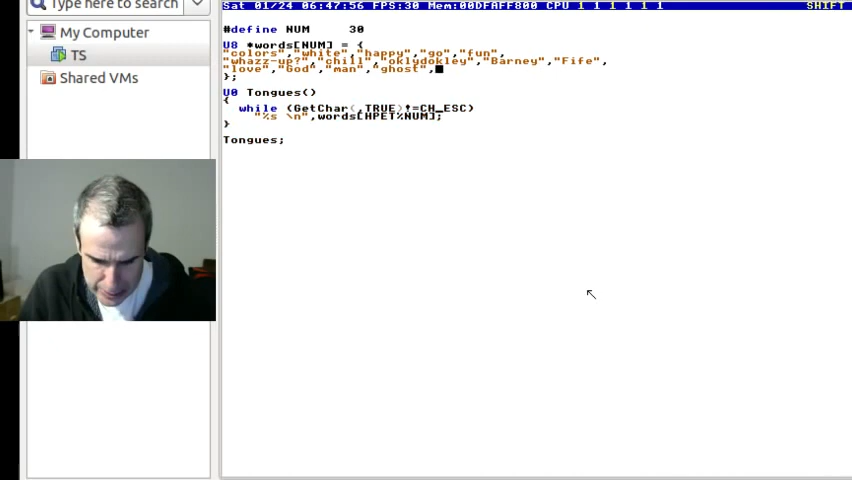 Type here to search
My Computer
TS
Shared VMs
Sat 01/24 06:47:56 FPS:30 Mem:00DFAFF800 CPU 1 1 1 1 1 1 SHIFT
#define NUM 30
U8 *words[NUM] = {
"colors","white","happy","go","fun",
"whazz-up?","chill","oklydokley","Barney","Fife",
"love","God","man","ghost",
};
U0 Tongues()
{
while (GetChar(,TRUE)!=CH_ESC)
"%s \n",words[HPET%NUM];
}
Tongues;